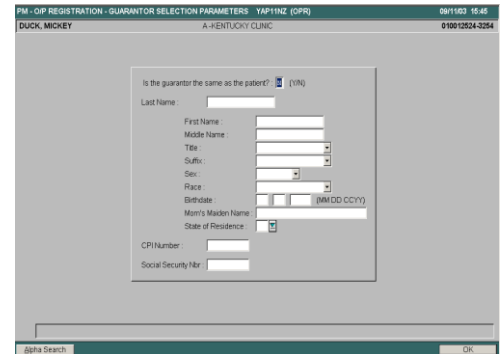 PM - O/P REGISTRATION - GUARANTOR SELECTION PARAMETERS YAP11NZ (OPR) 09/11/03 15:45
DUCK, MICKEY A -KENTUCKY CLINIC 010012524-3254
Is the guarantor the same as the patient? : (Y/N)
Last Name :
First Name :
Middle Name :
Title :
Suffix :
Sex :
Race :
Birthdate : (MM DD CCYY)
Mom's Maiden Name :
State of Residence :
CPI Number :
Social Security Nbr :
Alpha Search OK